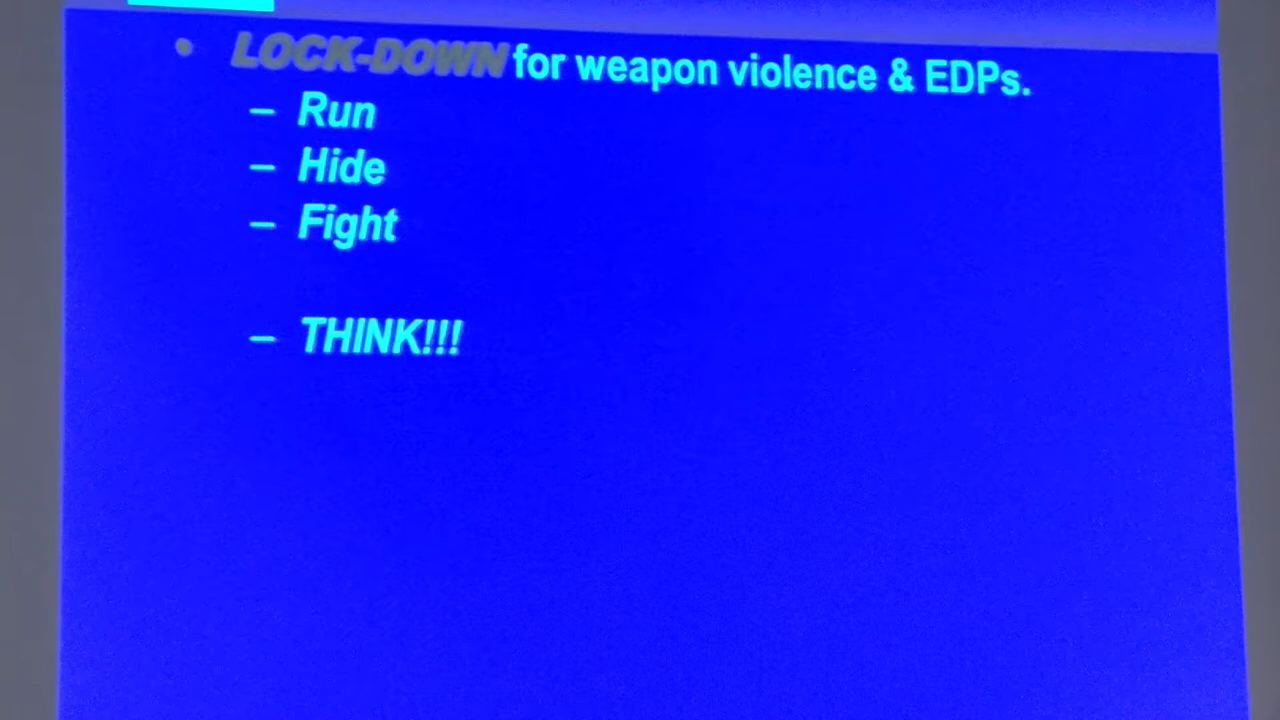 • LOCK-DOWN for weapon violence & EDPs.
– Run
– Hide
– Fight
– THINK!!!